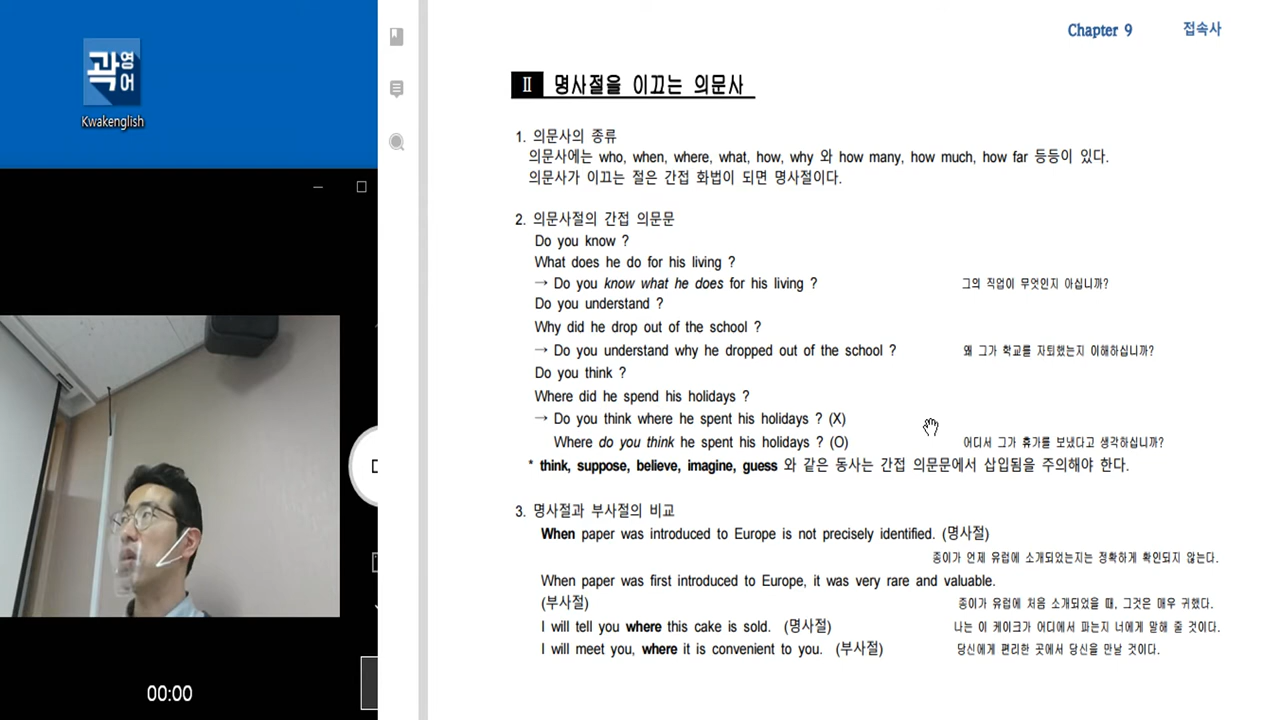 Chapter 9 접속사
곽영어
Kwakenglish
Ⅱ 명사절을 이끄는 의문사
1. 의문사의 종류
의문사에는 who, when, where, what, how, why 와 how many, how much, how far 등등이 있다.
의문사가 이끄는 절은 간접 화법이 되면 명사절이다.
2. 의문사절의 간접 의문문
Do you know ?
What does he do for his living ?
→ Do you know what he does for his living ? 그의 직업이 무엇인지 아십니까?
Do you understand ?
Why did he drop out of the school ?
→ Do you understand why he dropped out of the school ? 왜 그가 학교를 자퇴했는지 이해하십니까?
Do you think ?
Where did he spend his holidays ?
→ Do you think where he spent his holidays ? (X)
Where do you think he spent his holidays ? (O) 어디서 그가 휴가를 보냈다고 생각하십니까?
* think, suppose, believe, imagine, guess 와 같은 동사는 간접 의문문에서 삽입됨을 주의해야 한다.
3. 명사절과 부사절의 비교
When paper was introduced to Europe is not precisely identified. (명사절)
종이가 언제 유럽에 소개되었는지는 정확하게 확인되지 않는다.
When paper was first introduced to Europe, it was very rare and valuable.
(부사절) 종이가 유럽에 처음 소개되었을 때, 그것은 매우 귀했다.
I will tell you where this cake is sold. (명사절) 나는 이 케이크가 어디에서 파는지 너에게 말해 줄 것이다.
I will meet you, where it is convenient to you. (부사절) 당신에게 편리한 곳에서 당신을 만날 것이다.
00:00